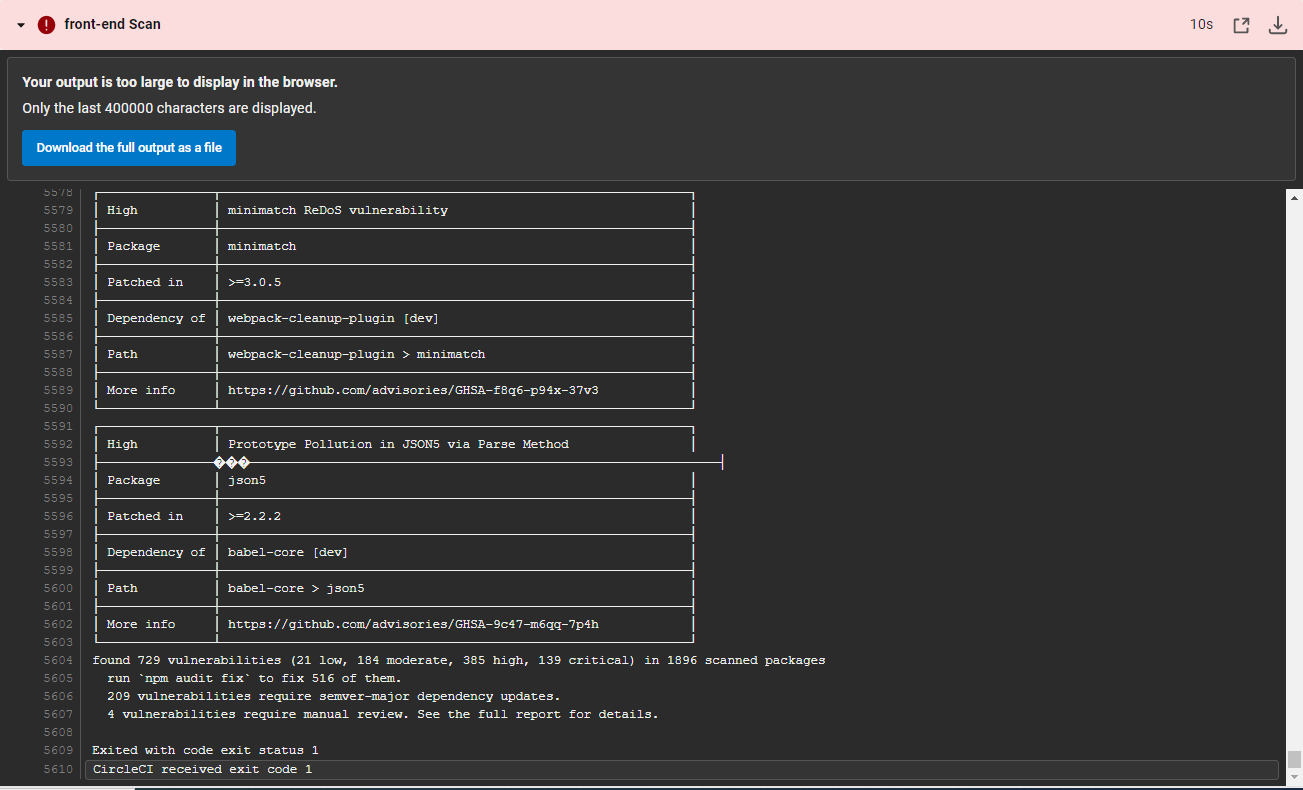 front-end Scan
10s
Your output is too large to display in the browser.
Only the last 400000 characters are displayed.
Download the full output as a file
5578
5579 High minimatch ReDoS vulnerability
5580
5581 Package minimatch
5582
5583 Patched in >=3.0.5
5584
5585 Dependency of webpack-cleanup-plugin [dev]
5586
5587 Path webpack-cleanup-plugin > minimatch
5588
5589 More info https://github.com/advisories/GHSA-f8q6-p94x-37v3
5590
5591
5592 High Prototype Pollution in JSON5 via Parse Method
5593 ���
5594 Package json5
5595
5596 Patched in >=2.2.2
5597
5598 Dependency of babel-core [dev]
5599
5600 Path babel-core > json5
5601
5602 More info https://github.com/advisories/GHSA-9c47-m6qq-7p4h
5603
5604 found 729 vulnerabilities (21 low, 184 moderate, 385 high, 139 critical) in 1896 scanned packages
5605 run `npm audit fix` to fix 516 of them.
5606 209 vulnerabilities require semver-major dependency updates.
5607 4 vulnerabilities require manual review. See the full report for details.
5608
5609 Exited with code exit status 1
5610 CircleCI received exit code 1